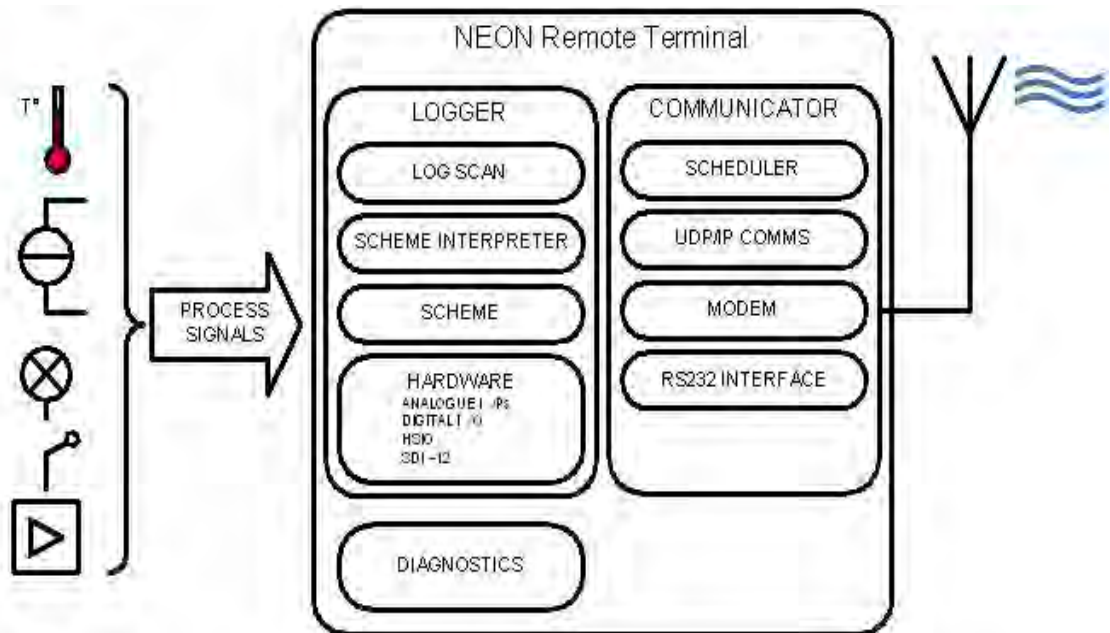 NEON Remote Terminal
T°
PROCESS
SIGNALS
LOGGER
LOG SCAN
SCHEME INTERPRETER
SCHEME
HARDWARE
ANALOGUE I /Ps
DIGITAL I /O
HSIO
SDI -12
DIAGNOSTICS
COMMUNICATOR
SCHEDULER
UDP/IP COMMS
MODEM
RS232 INTERFACE